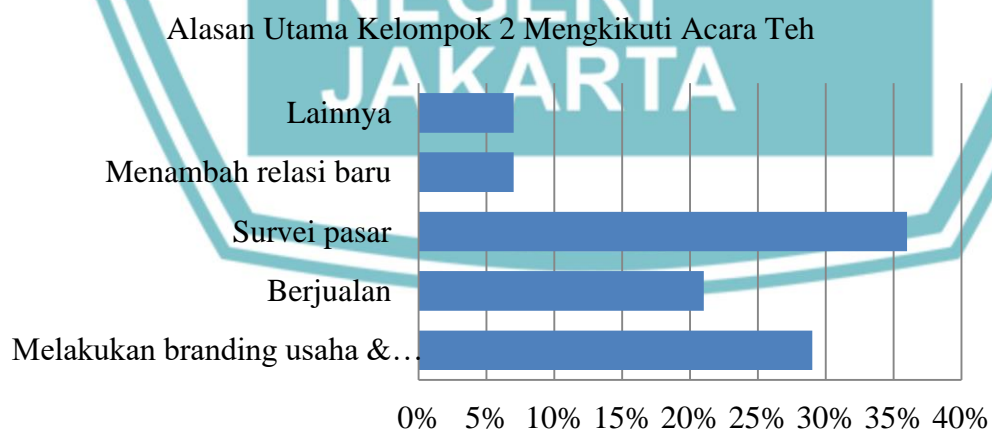 NEGERI
Alasan Utama Kelompok 2 Mengkikuti Acara Teh
JAKARTA
Lainnya
Menambah relasi baru
Survei pasar
Berjualan
Melakukan branding usaha &…
0% 5% 10% 15% 20% 25% 30% 35% 40%